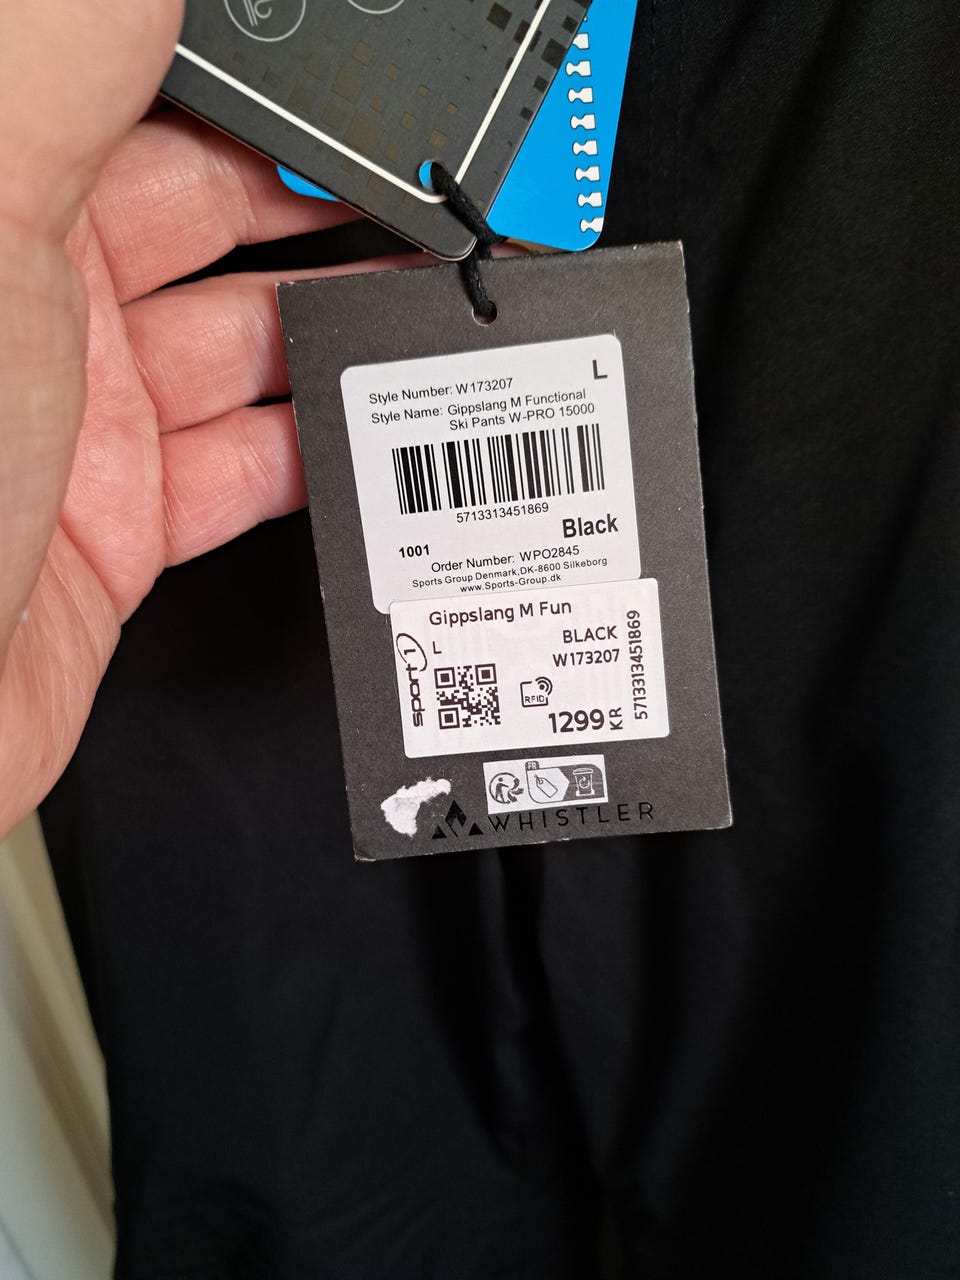 L
Style Number: W173207
Style Name: Gippslang M Functional
Ski Pants W-PRO 15000
5713313451869
Black
1001
Order Number: WPO2845
Sports Group Denmark,DK-8600 Silkeborg
www.Sports-Group.dk
Gippslang M Fun
sport 1
L
BLACK
W173207
RFID
1299 KR
5713313451869
FR
WHISTLER